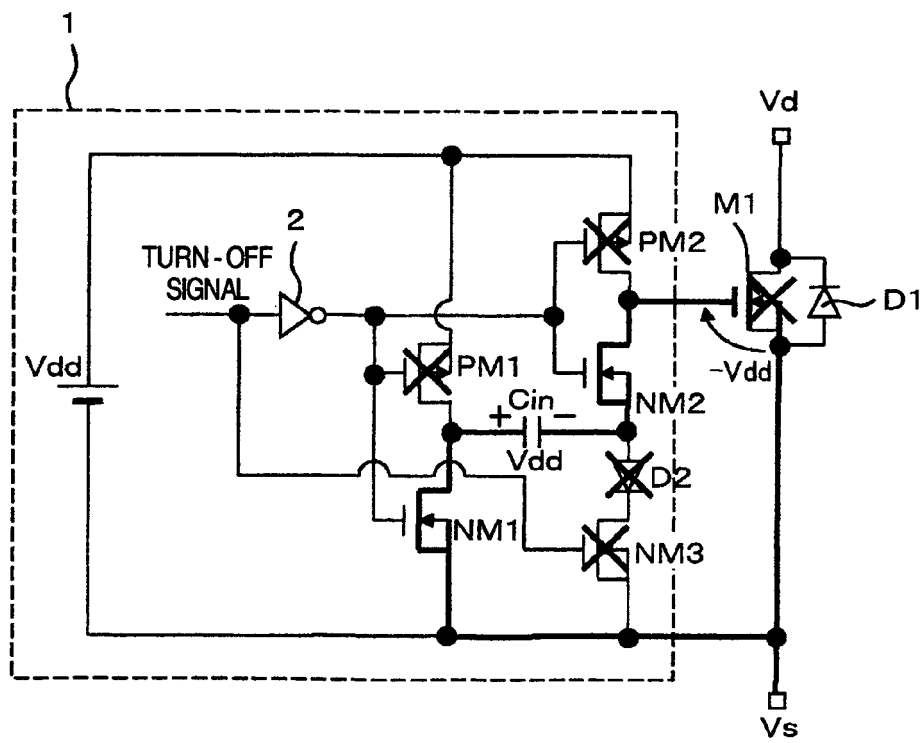 1
Vd
M1
2
PM2
TURN-OFF
SIGNAL
D1
Vdd
PM1
-Vdd
+ Cin -
NM2
Vdd
D2
NM1
NM3
Vs